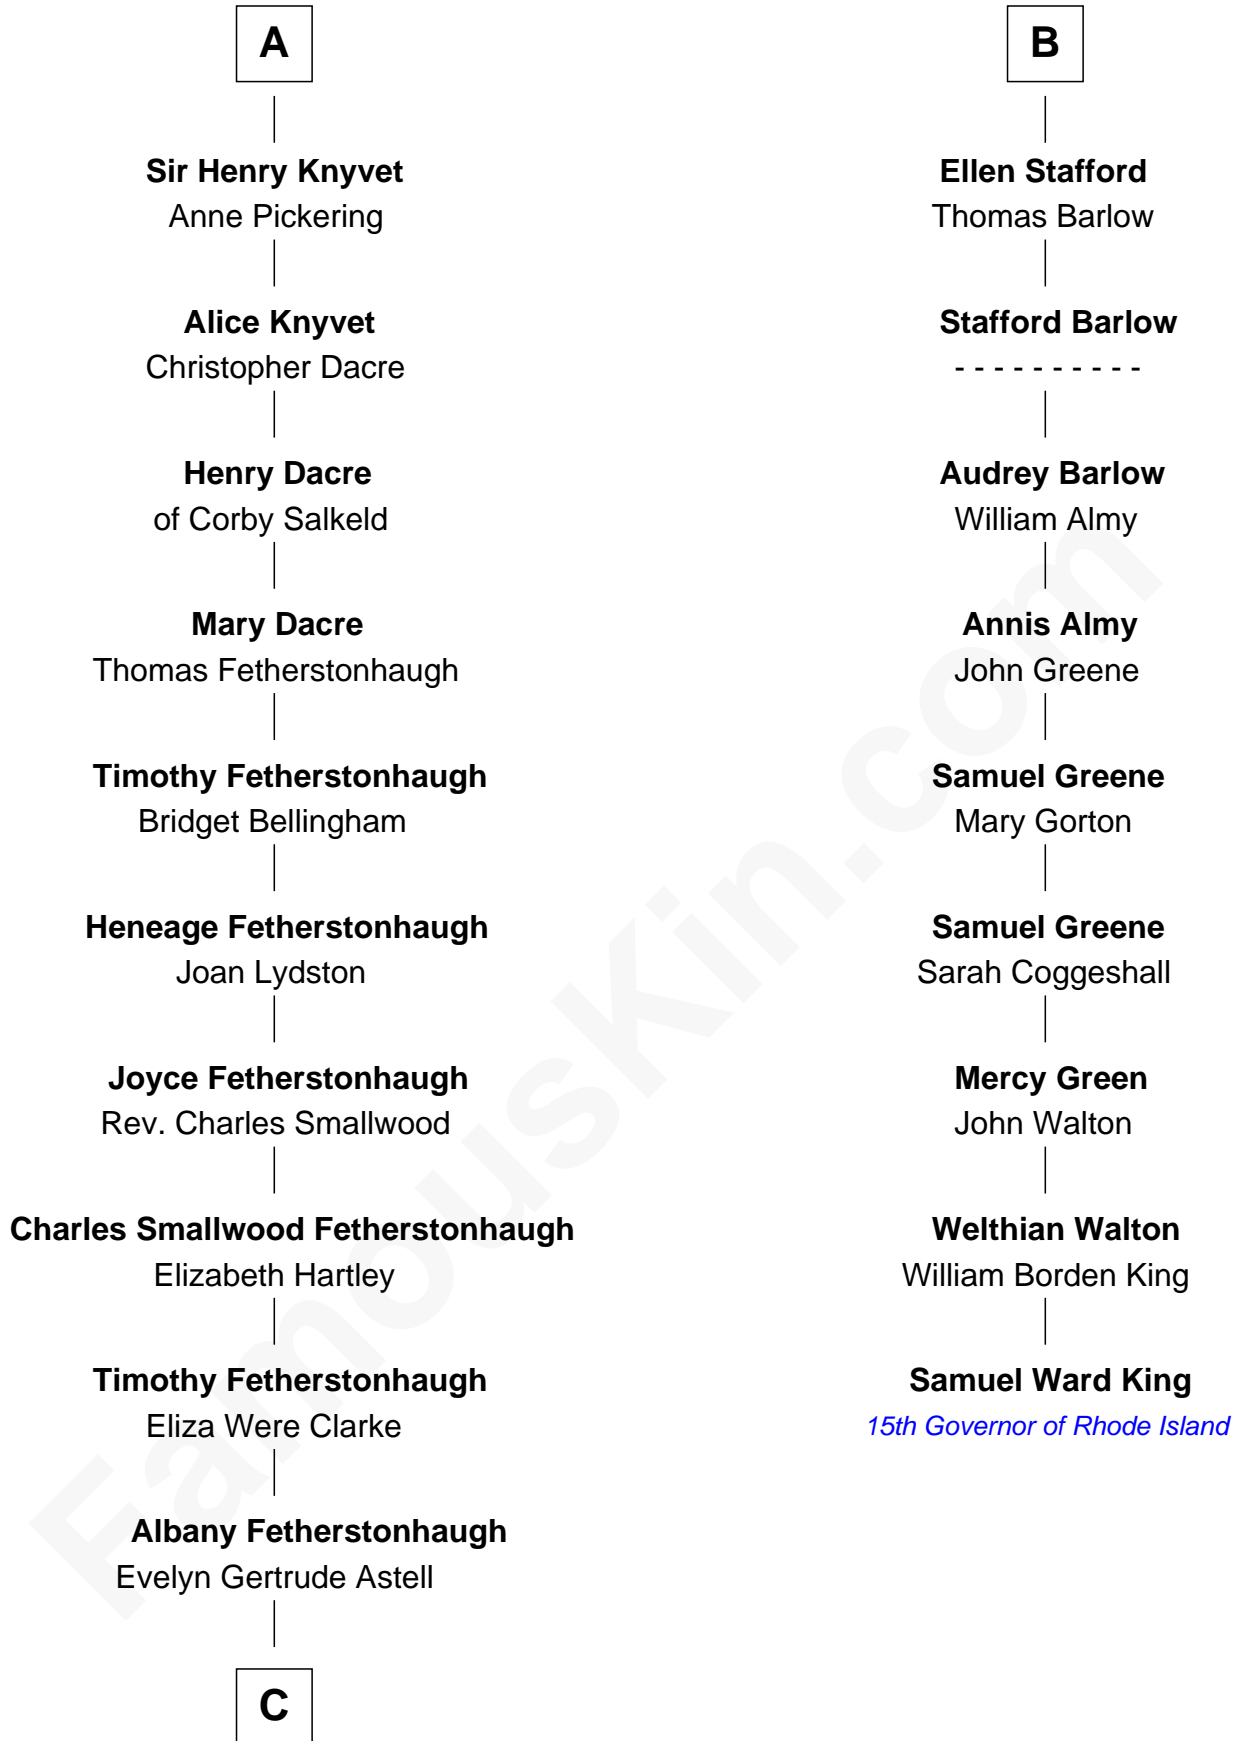 A
Sir Henry Knyvet
Anne Pickering
Alice Knyvet
Christopher Dacre
Henry Dacre
of Corby Salkeld
Mary Dacre
Thomas Fetherstonhaugh
Timothy Fetherstonhaugh
Bridget Bellingham
Heneage Fetherstonhaugh
Joan Lydston
Joyce Fetherstonhaugh
Rev. Charles Smallwood
Charles Smallwood Fetherstonhaugh
Elizabeth Hartley
Timothy Fetherstonhaugh
Eliza Were Clarke
Albany Fetherstonhaugh
Evelyn Gertrude Astell
C
B
Ellen Stafford
Thomas Barlow
Stafford Barlow
- - - - - - - - - -
Audrey Barlow
William Almy
Annis Almy
John Greene
Samuel Greene
Mary Gorton
Samuel Greene
Sarah Coggeshall
Mercy Green
John Walton
Welthian Walton
William Borden King
Samuel Ward King
15th Governor of Rhode Island
FamousKin.com